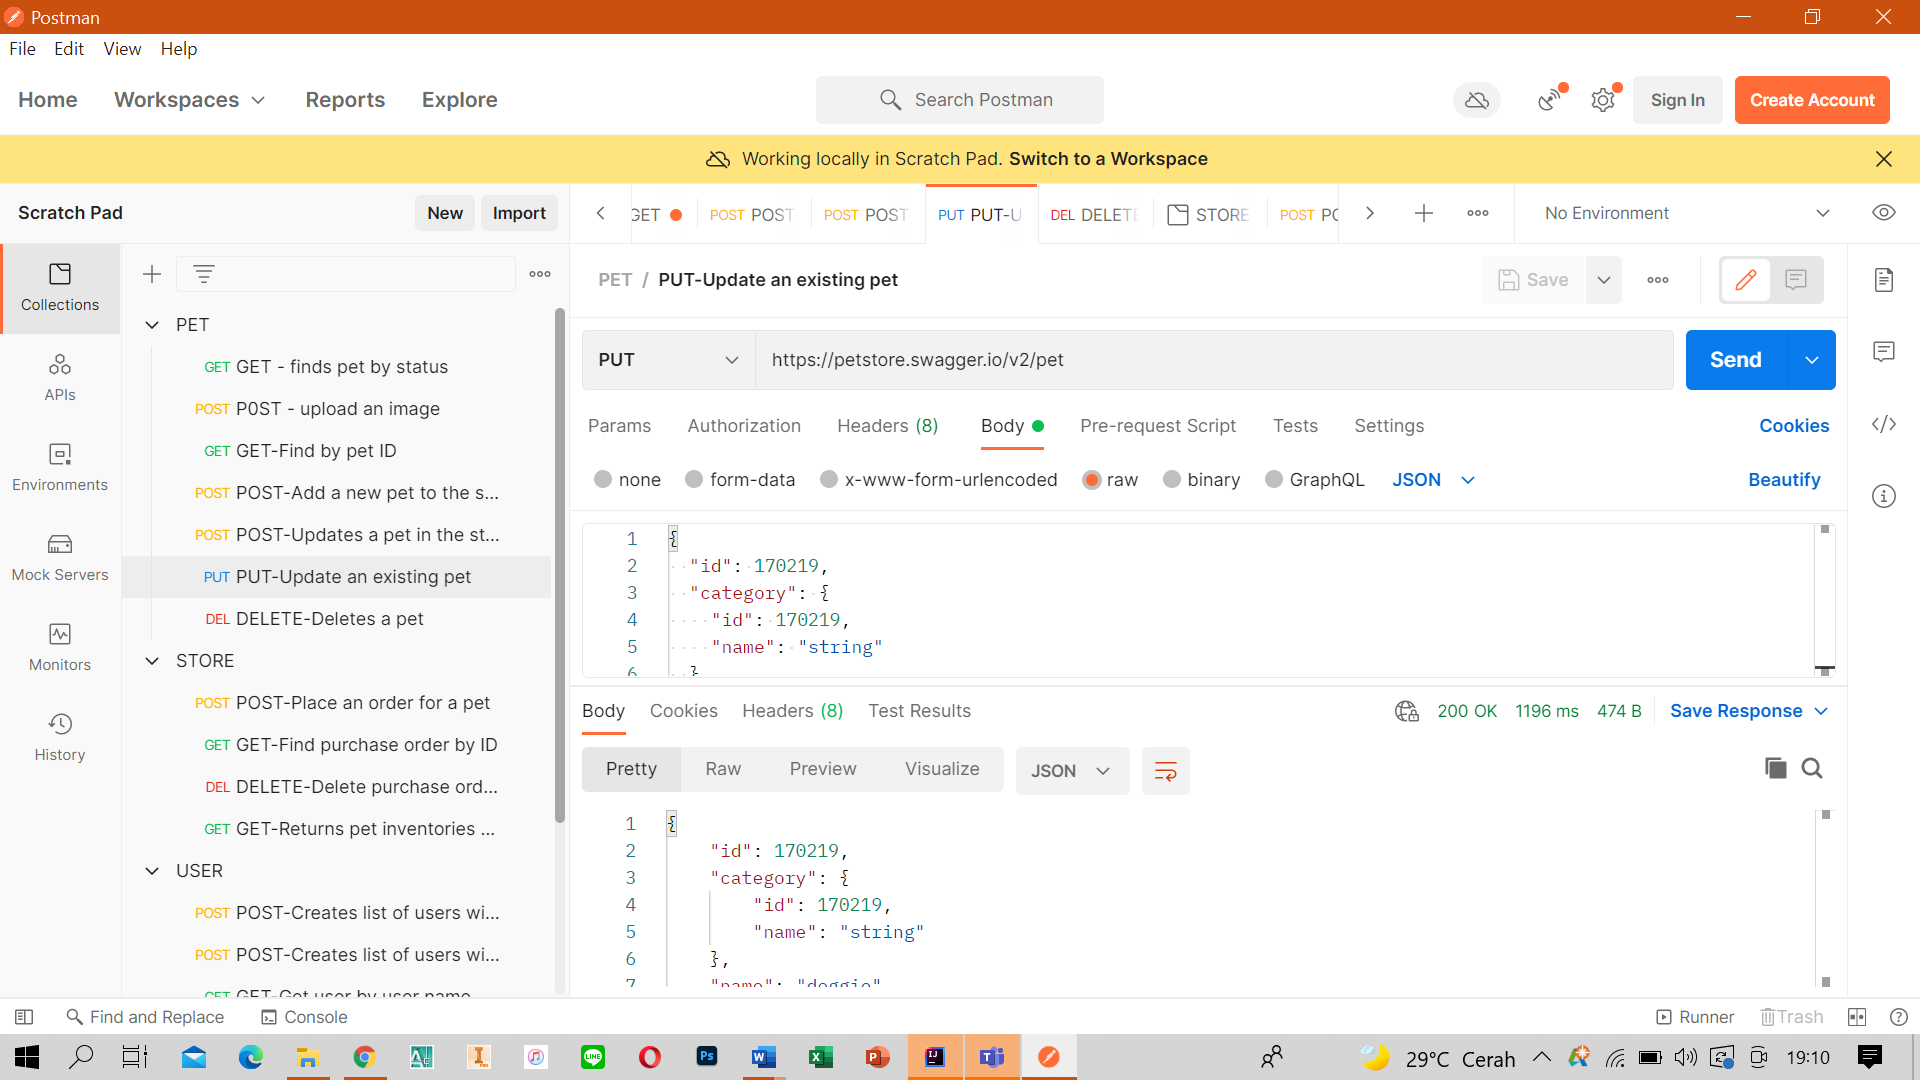 Postman
File Edit View Help
Home Workspaces Reports Explore
Search Postman
Sign In
Create Account
Working locally in Scratch Pad. Switch to a Workspace
Scratch Pad
New
Import
GET
POST POST
POST POST
PUT PUT-U
DEL DELETE
STORE
POST PO
No Environment
Collections
APIs
Environments
Mock Servers
Monitors
History
PET
GET GET - finds pet by status
POST P0ST - upload an image
GET GET-Find by pet ID
POST POST-Add a new pet to the s...
POST POST-Updates a pet in the st...
PUT PUT-Update an existing pet
DEL DELETE-Deletes a pet
STORE
POST POST-Place an order for a pet
GET GET-Find purchase order by ID
DEL DELETE-Delete purchase ord...
GET GET-Returns pet inventories ...
USER
POST POST-Creates list of users wi...
POST POST-Creates list of users wi...
GET GET-Get user by user name
PET / PUT-Update an existing pet
Save
PUT
https://petstore.swagger.io/v2/pet
Send
Params Authorization Headers (8) Body Pre-request Script Tests Settings
Cookies
none form-data x-www-form-urlencoded raw binary GraphQL JSON
Beautify
1 {
2 "id": 170219,
3 "category": {
4 "id": 170219,
5 "name": "string"
6 }
Body Cookies Headers (8) Test Results
200 OK 1196 ms 474 B
Save Response
Pretty Raw Preview Visualize
JSON
1 {
2 "id": 170219,
3 "category": {
4 "id": 170219,
5 "name": "string"
6 },
7 "name": "doggie"
Find and Replace
Console
Runner
Trash
29°C Cerah
19:10